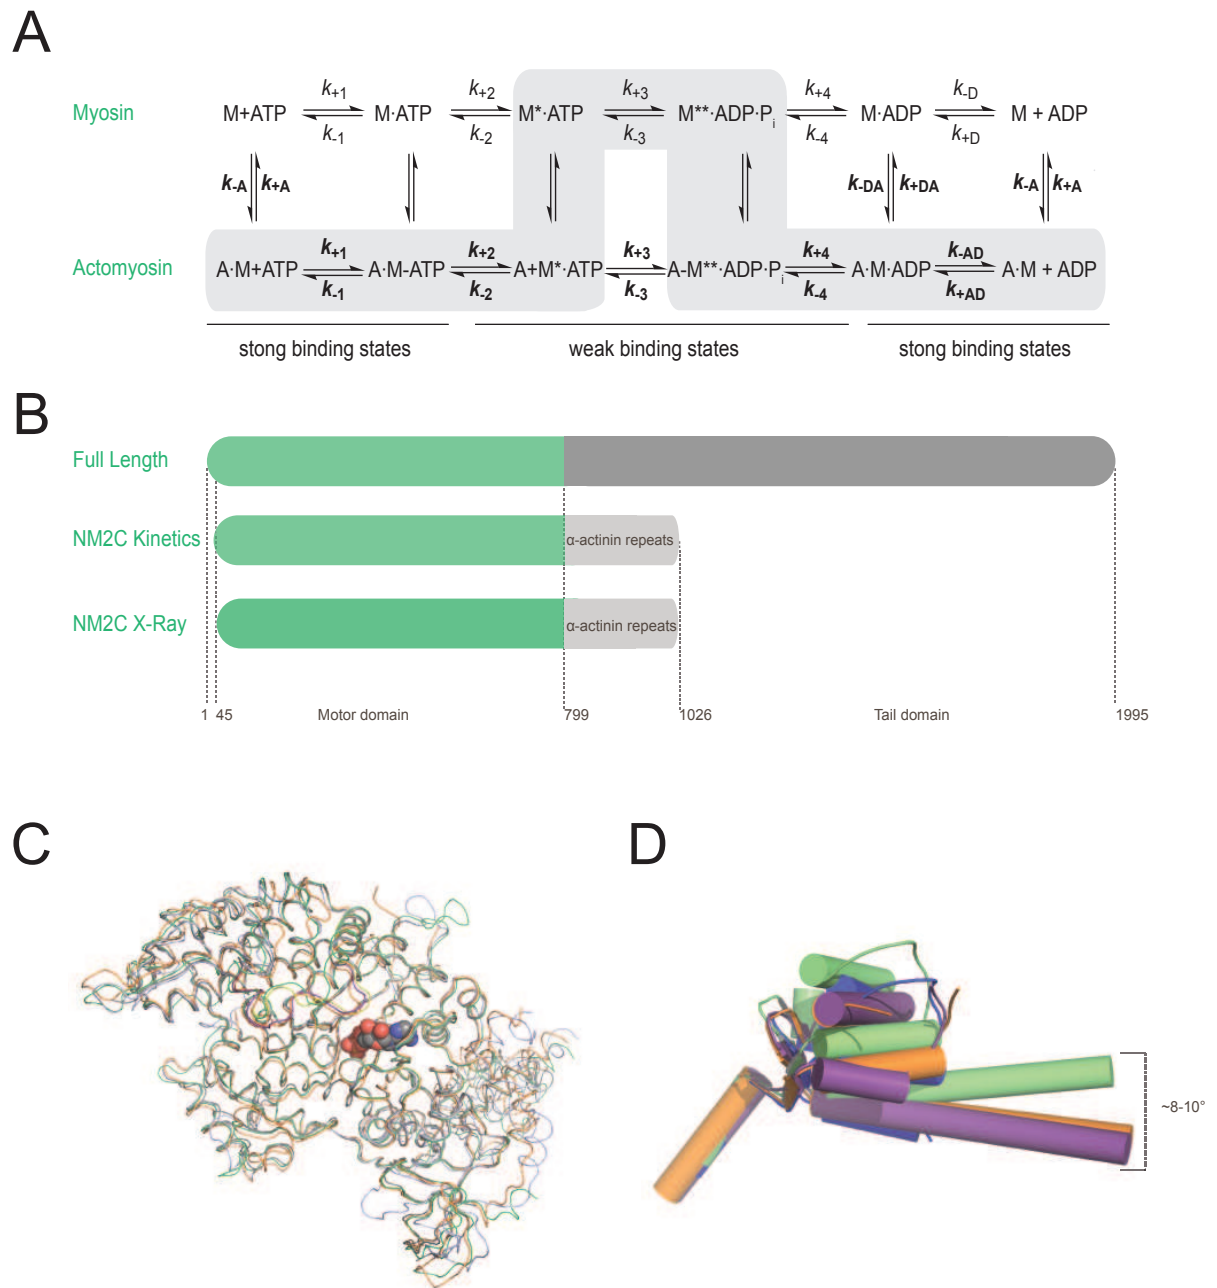 A
k+1 k+2 k+3 k+4 k-D
Myosin M+ATP M·ATP M*·ATP M**·ADP·Pi M·ADP M + ADP
k-1 k-2 k-3 k-4 k+D
k-A k+A k-DA k+DA k-A k+A
k+1 k+2 k+3 k+4 k-AD
Actomyosin A·M+ATP A·M-ATP A+M*·ATP A-M**·ADP·Pi A·M·ADP A·M + ADP
k-1 k-2 k-3 k-4 k+AD
stong binding states weak binding states stong binding states
B
Full Length
NM2C Kinetics α-actinin repeats
NM2C X-Ray α-actinin repeats
1 45 Motor domain 799 1026 Tail domain 1995
C D
~8-10°